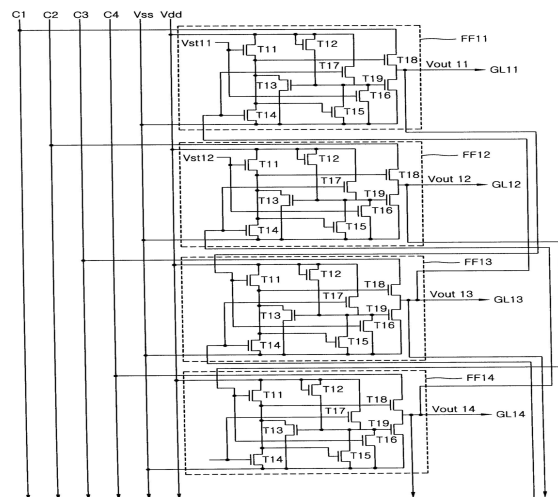 C1 C2 C3 C4 Vss Vdd
FF11
Vst11 T11 T12
T18
T17
Vout 11 GL11
T13 T19
T16
T14 T15
FF12
Vst12 T11 T12
T18
T17
Vout 12 GL12
T13 T19
T16
T14 T15
FF13
T11 T12
T18
T17
Vout 13 GL13
T13 T19
T16
T14 T15
FF14
T11 T12
T18
T17
Vout 14 GL14
T13 T19
T16
T14 T15